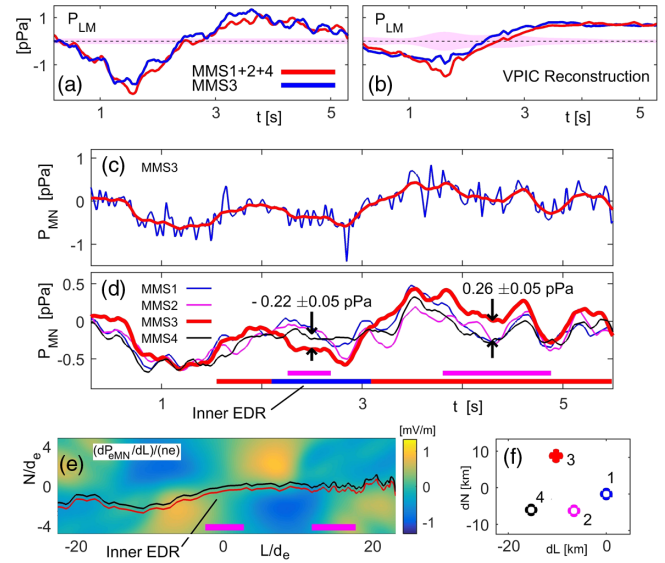 P_LM
P_LM
[pPa]
1
-1
(a)
MMS1+2+4
MMS3
(b)
VPIC Reconstruction
1
3
t [s]
5
1
3
t [s]
5
(c)
MMS3
P_MN [pPa]
1
0
-1
(d)
MMS1
MMS2
MMS3
MMS4
- 0.22 ±0.05 pPa
0.26 ±0.05 pPa
P_MN [pPa]
0.5
0
-0.5
1
3
t [s]
5
Inner EDR
(e)
(dP_eMN/dL)/(ne)
[mV/m]
1
0
-1
N/d_e
4
0
-4
Inner EDR
-20
0
L/d_e
20
(f)
dN [km]
10
0
-10
3
1
4
2
-10
dL [km]
0